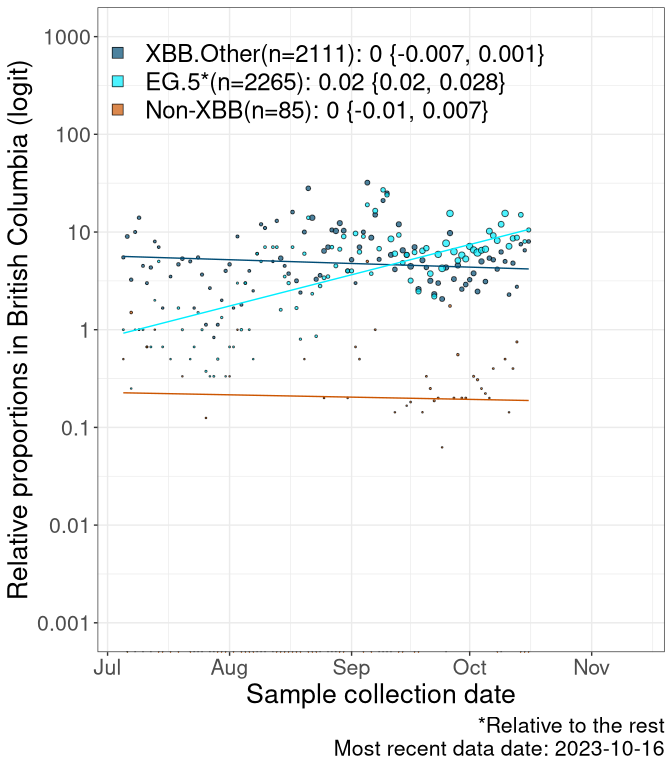 Relative proportions in British Columbia (logit)
1000
100
10
1
0.1
0.01
0.001
XBB.Other(n=2111): 0 {-0.007, 0.001}
EG.5*(n=2265): 0.02 {0.02, 0.028}
Non-XBB(n=85): 0 {-0.01, 0.007}
Jul Aug Sep Oct Nov
Sample collection date
*Relative to the rest
Most recent data date: 2023-10-16